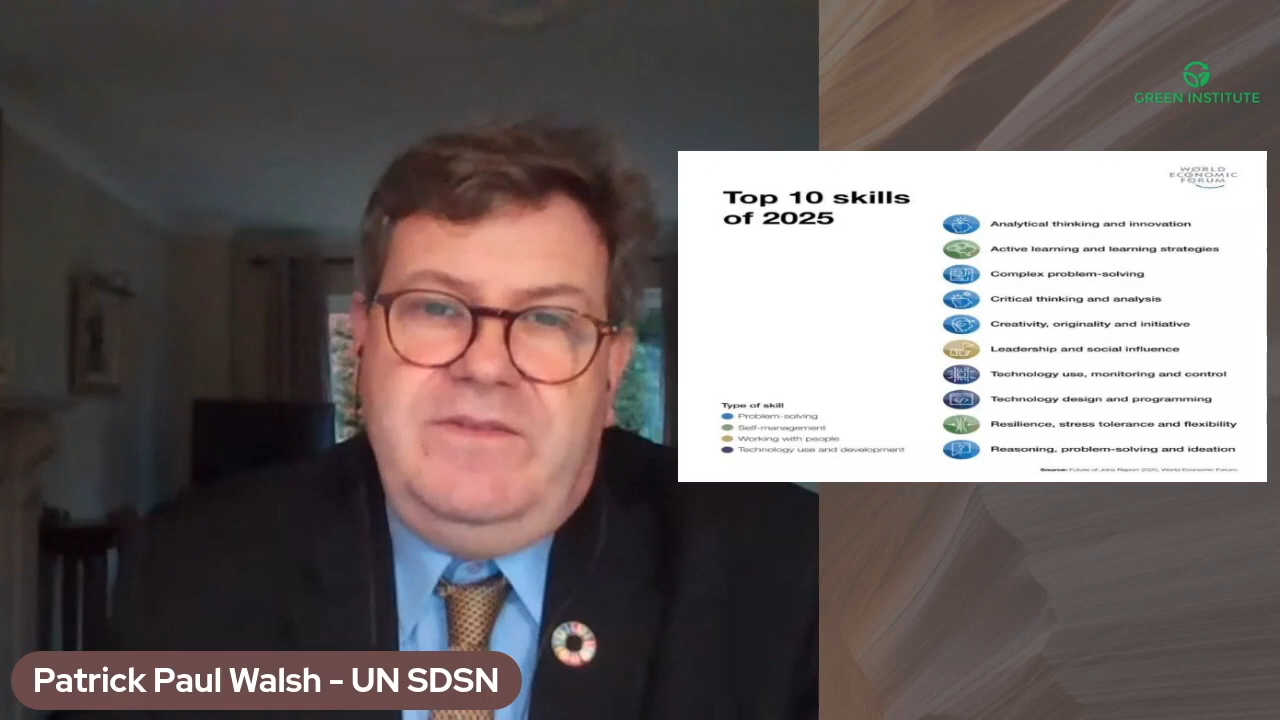 GREEN INSTITUTE
WORLD
ECONOMIC
FORUM
Top 10 skills
of 2025
Analytical thinking and innovation
Active learning and learning strategies
Complex problem-solving
Critical thinking and analysis
Creativity, originality and initiative
Leadership and social influence
Technology use, monitoring and control
Technology design and programming
Resilience, stress tolerance and flexibility
Reasoning, problem-solving and ideation
Type of skill
Problem-solving
Self-management
Working with people
Technology use and development
Source: Future of Jobs Report 2020, World Economic Forum.
Patrick Paul Walsh - UN SDSN